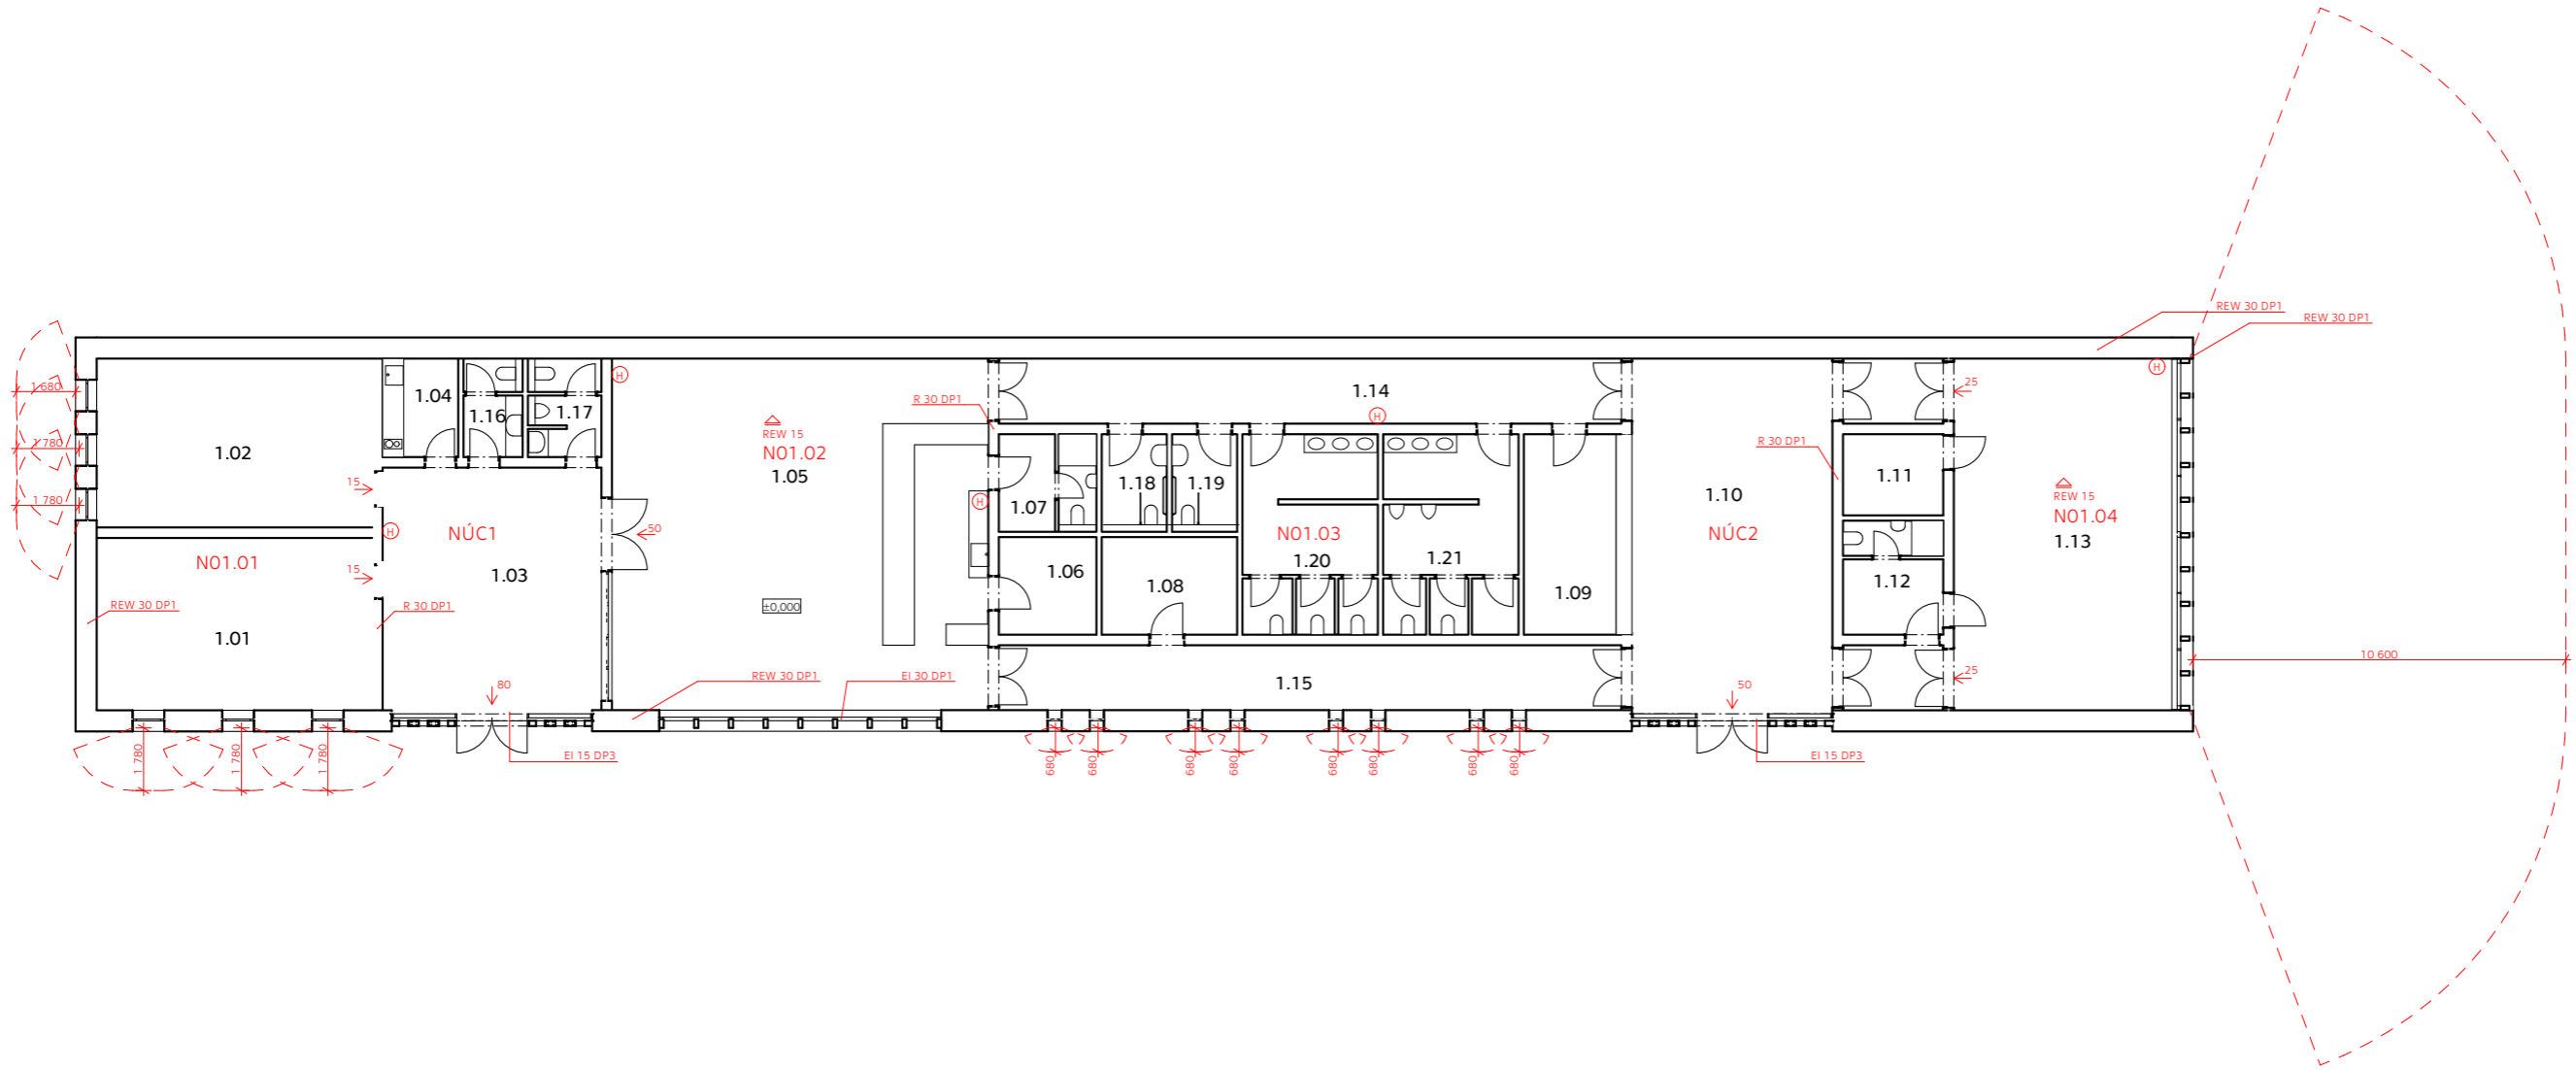 REW 30 DP1
REW 30 DP1
1 680
1 780
1 780
1.02
1.04
1.16
1.17
H
15
H
15
NÚC1
1.03
N01.01
1.01
REW 30 DP1
R 30 DP1
80
EI 15 DP3
1 780
1 780
1 780
50
REW 15
N01.02
1.05
±0,000
REW 30 DP1
EI 30 DP1
R 30 DP1
H
1.14
H
1.07
1.18
1.19
N01.03
1.20
1.21
1.06
1.08
1.09
1.15
680
680
680
680
680
680
680
680
1.10
NÚC2
50
EI 15 DP3
R 30 DP1
1.11
1.12
25
H
REW 15
N01.04
1.13
25
10 600